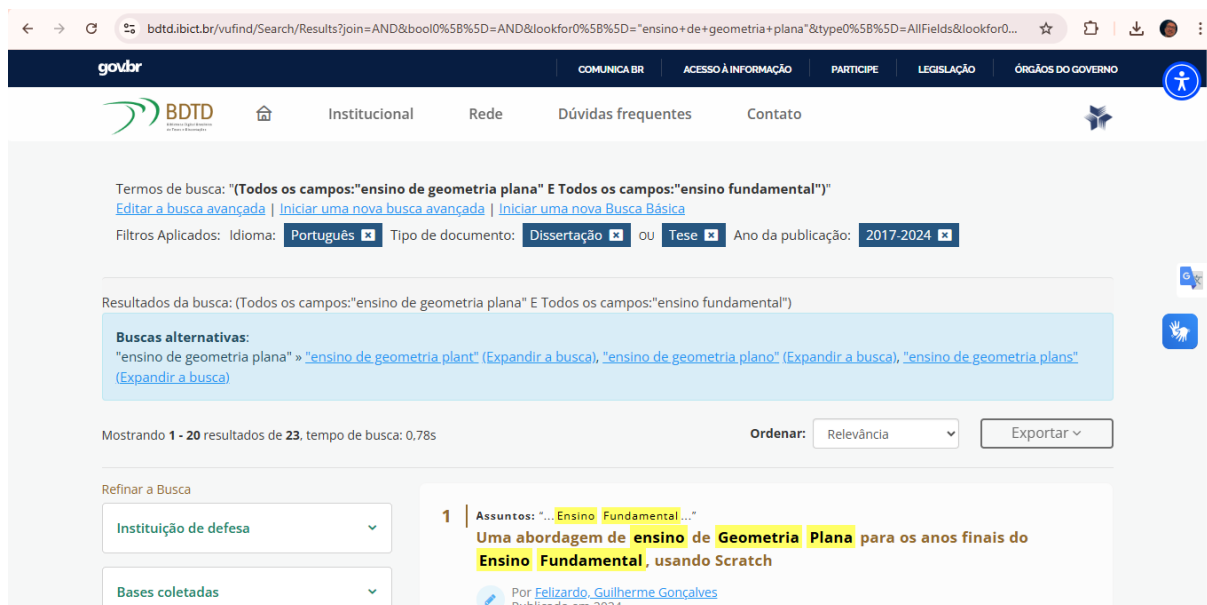 bdtd.ibict.br/vufind/Search/Results?join=AND&bool0%5B%5D=AND&lookfor0%5B%5D="ensino+de+geometria+plana"&type0%5B%5D=AllFields&lookfor0...
gov.br COMUNICA BR ACESSO À INFORMAÇÃO PARTICIPE LEGISLAÇÃO ÓRGÃOS DO GOVERNO
BDTD Institucional Rede Dúvidas frequentes Contato
Termos de busca: "(Todos os campos:"ensino de geometria plana" E Todos os campos:"ensino fundamental")"
Editar a busca avançada | Iniciar uma nova busca avançada | Iniciar uma nova Busca Básica
Filtros Aplicados: Idioma: Português Tipo de documento: Dissertação OU Tese Ano da publicação: 2017-2024
Resultados da busca: (Todos os campos:"ensino de geometria plana" E Todos os campos:"ensino fundamental")
Buscas alternativas:
"ensino de geometria plana" » "ensino de geometria plant" (Expandir a busca), "ensino de geometria plano" (Expandir a busca), "ensino de geometria plans"
(Expandir a busca)
Mostrando 1 - 20 resultados de 23, tempo de busca: 0,78s Ordenar: Relevância Exportar
Refinar a Busca
Instituição de defesa
Bases coletadas
1 Assuntos: "...Ensino Fundamental..."
Uma abordagem de ensino de Geometria Plana para os anos finais do
Ensino Fundamental, usando Scratch
Por Felizardo, Guilherme Gonçalves
Publicado em 2024